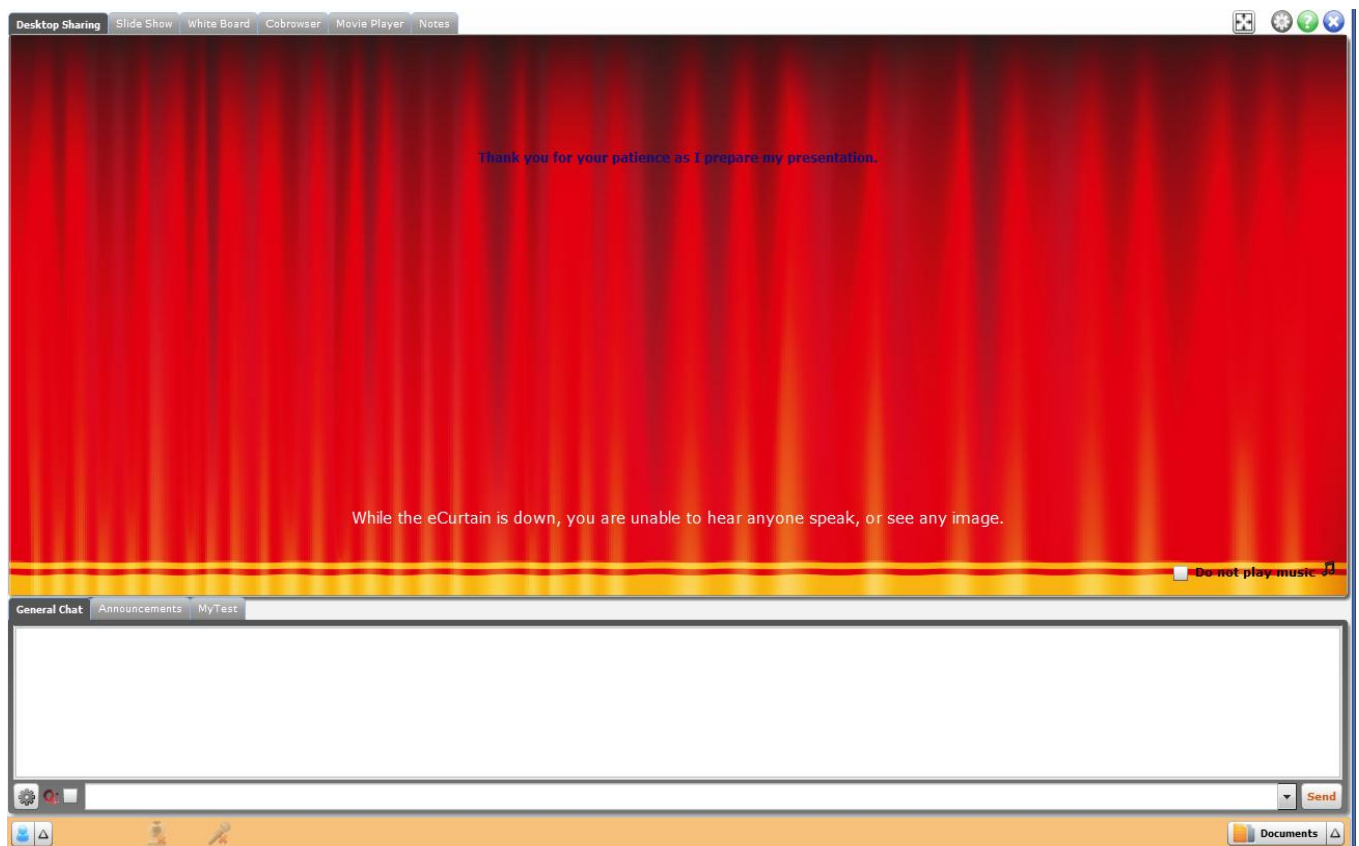 Desktop Sharing Slide Show White Board Cobrowser Movie Player Notes
Thank you for your patience as I prepare my presentation.
While the eCurtain is down, you are unable to hear anyone speak, or see any image.
Do not play music
General Chat Announcements MyTest
Q:
Send
Documents